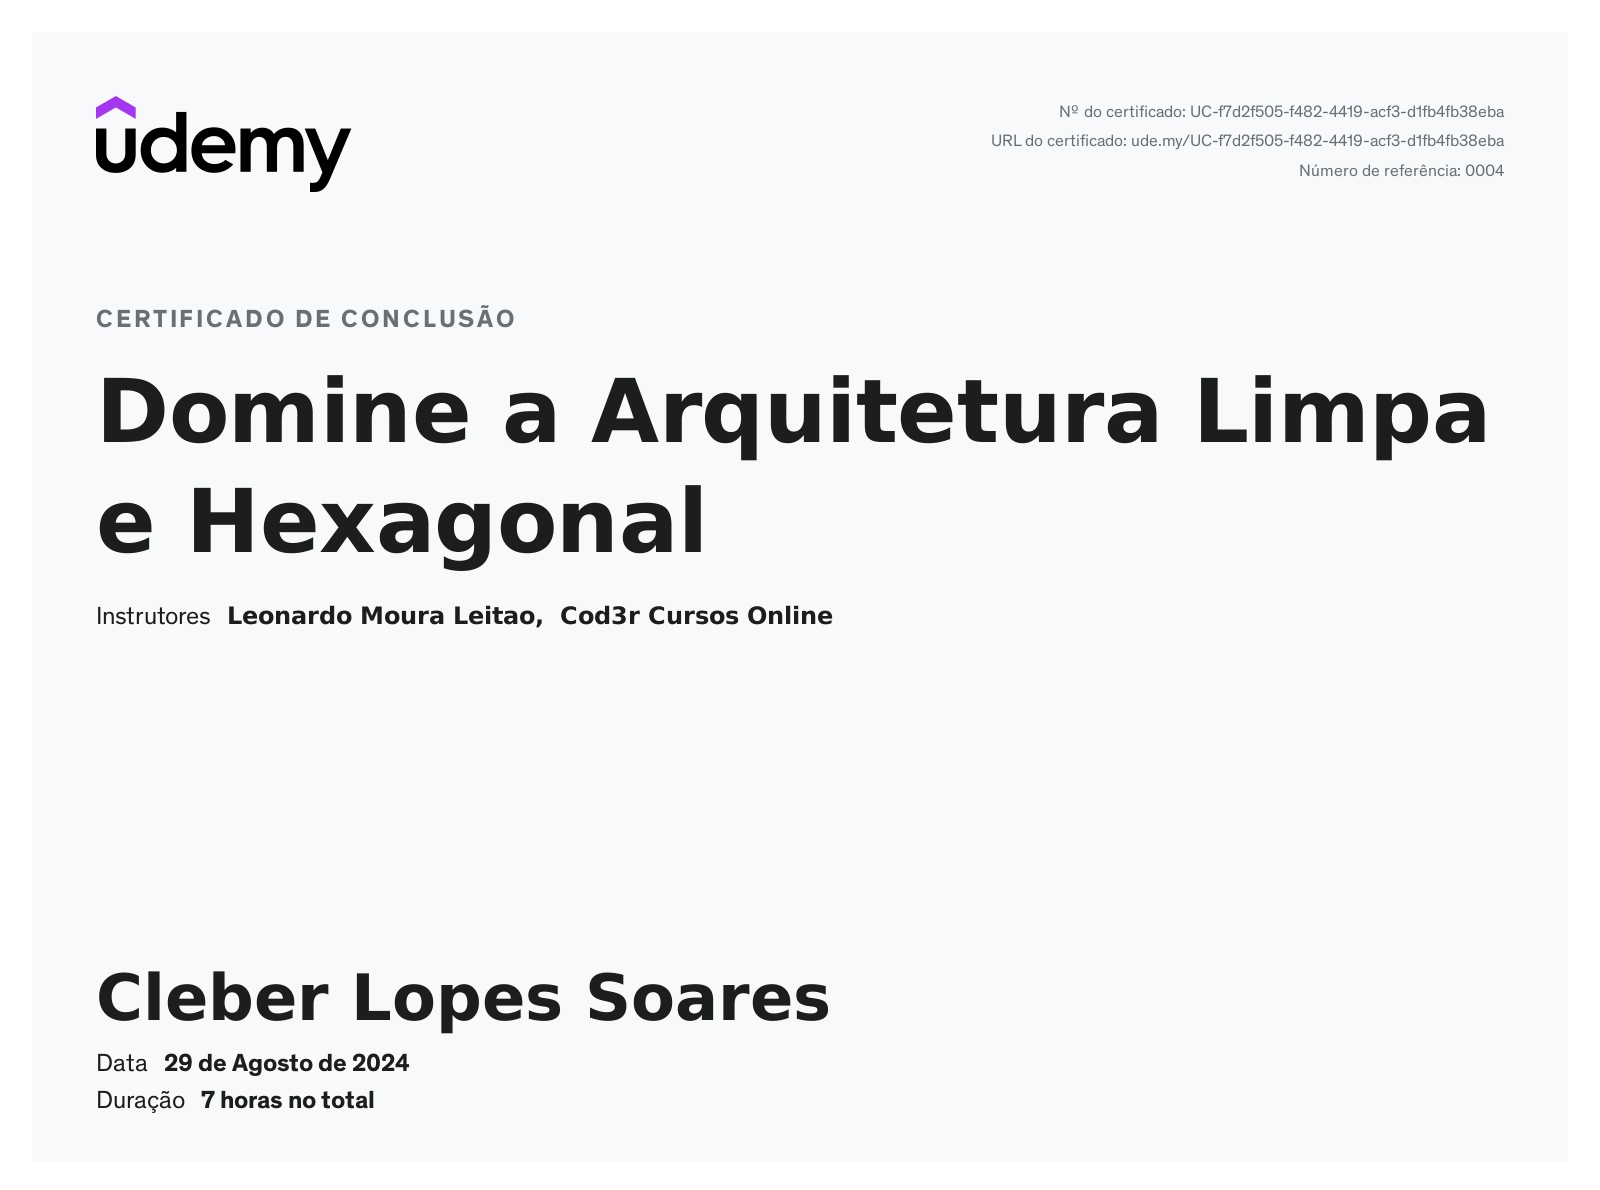 udemy
Nº do certificado: UC-f7d2f505-f482-4419-acf3-d1fb4fb38eba
URL do certificado: ude.my/UC-f7d2f505-f482-4419-acf3-d1fb4fb38eba
Número de referência: 0004
CERTIFICADO DE CONCLUSÃO
Domine a Arquitetura Limpa
e Hexagonal
Instrutores Leonardo Moura Leitao, Cod3r Cursos Online
Cleber Lopes Soares
Data 29 de Agosto de 2024
Duração 7 horas no total